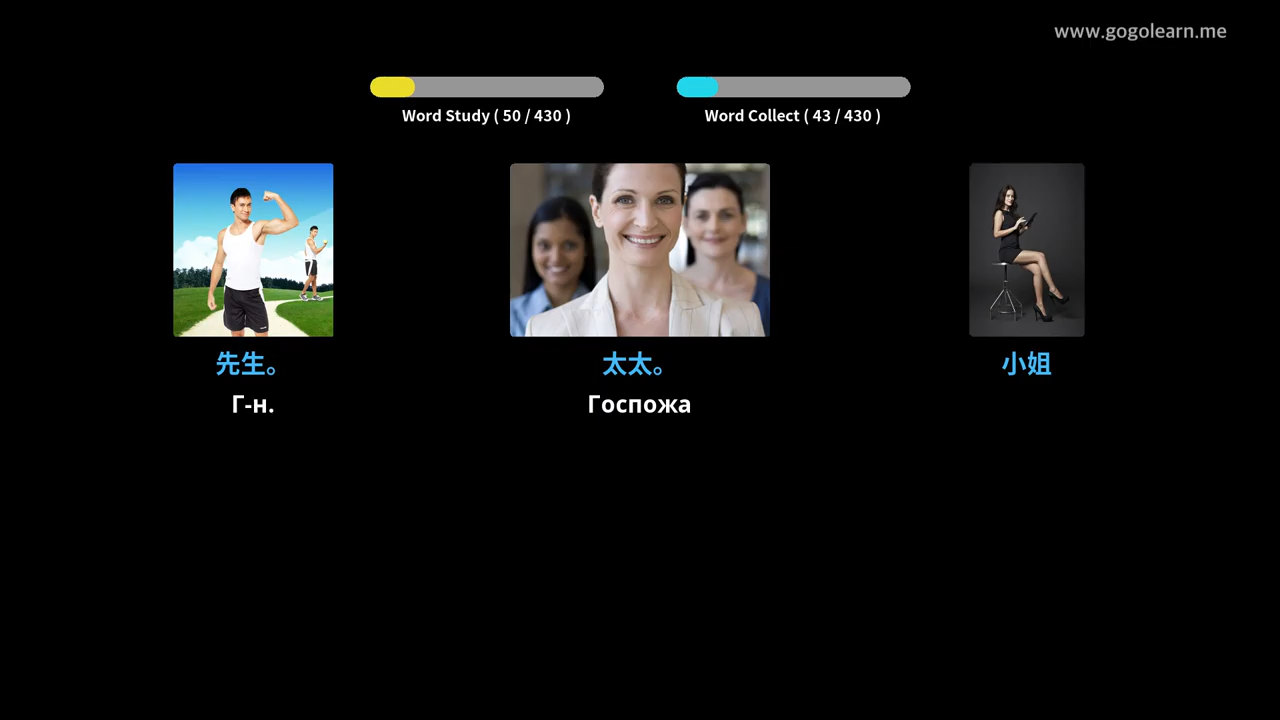 www.gogolearn.me
Word Study ( 50 / 430 )
Word Collect ( 43 / 430 )
先生。
太太。
小姐
Г-н.
Госпожа